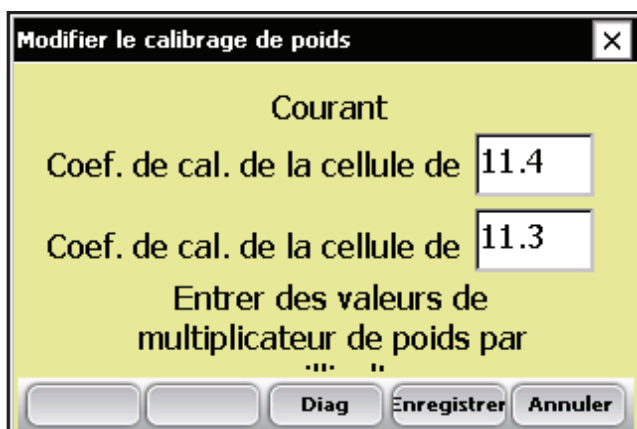 Modifier le calibrage de poids
Courant
Coef. de cal. de la cellule de 11.4
Coef. de cal. de la cellule de 11.3
Entrer des valeurs de
multiplicateur de poids par
Diag Enregistrer Annuler